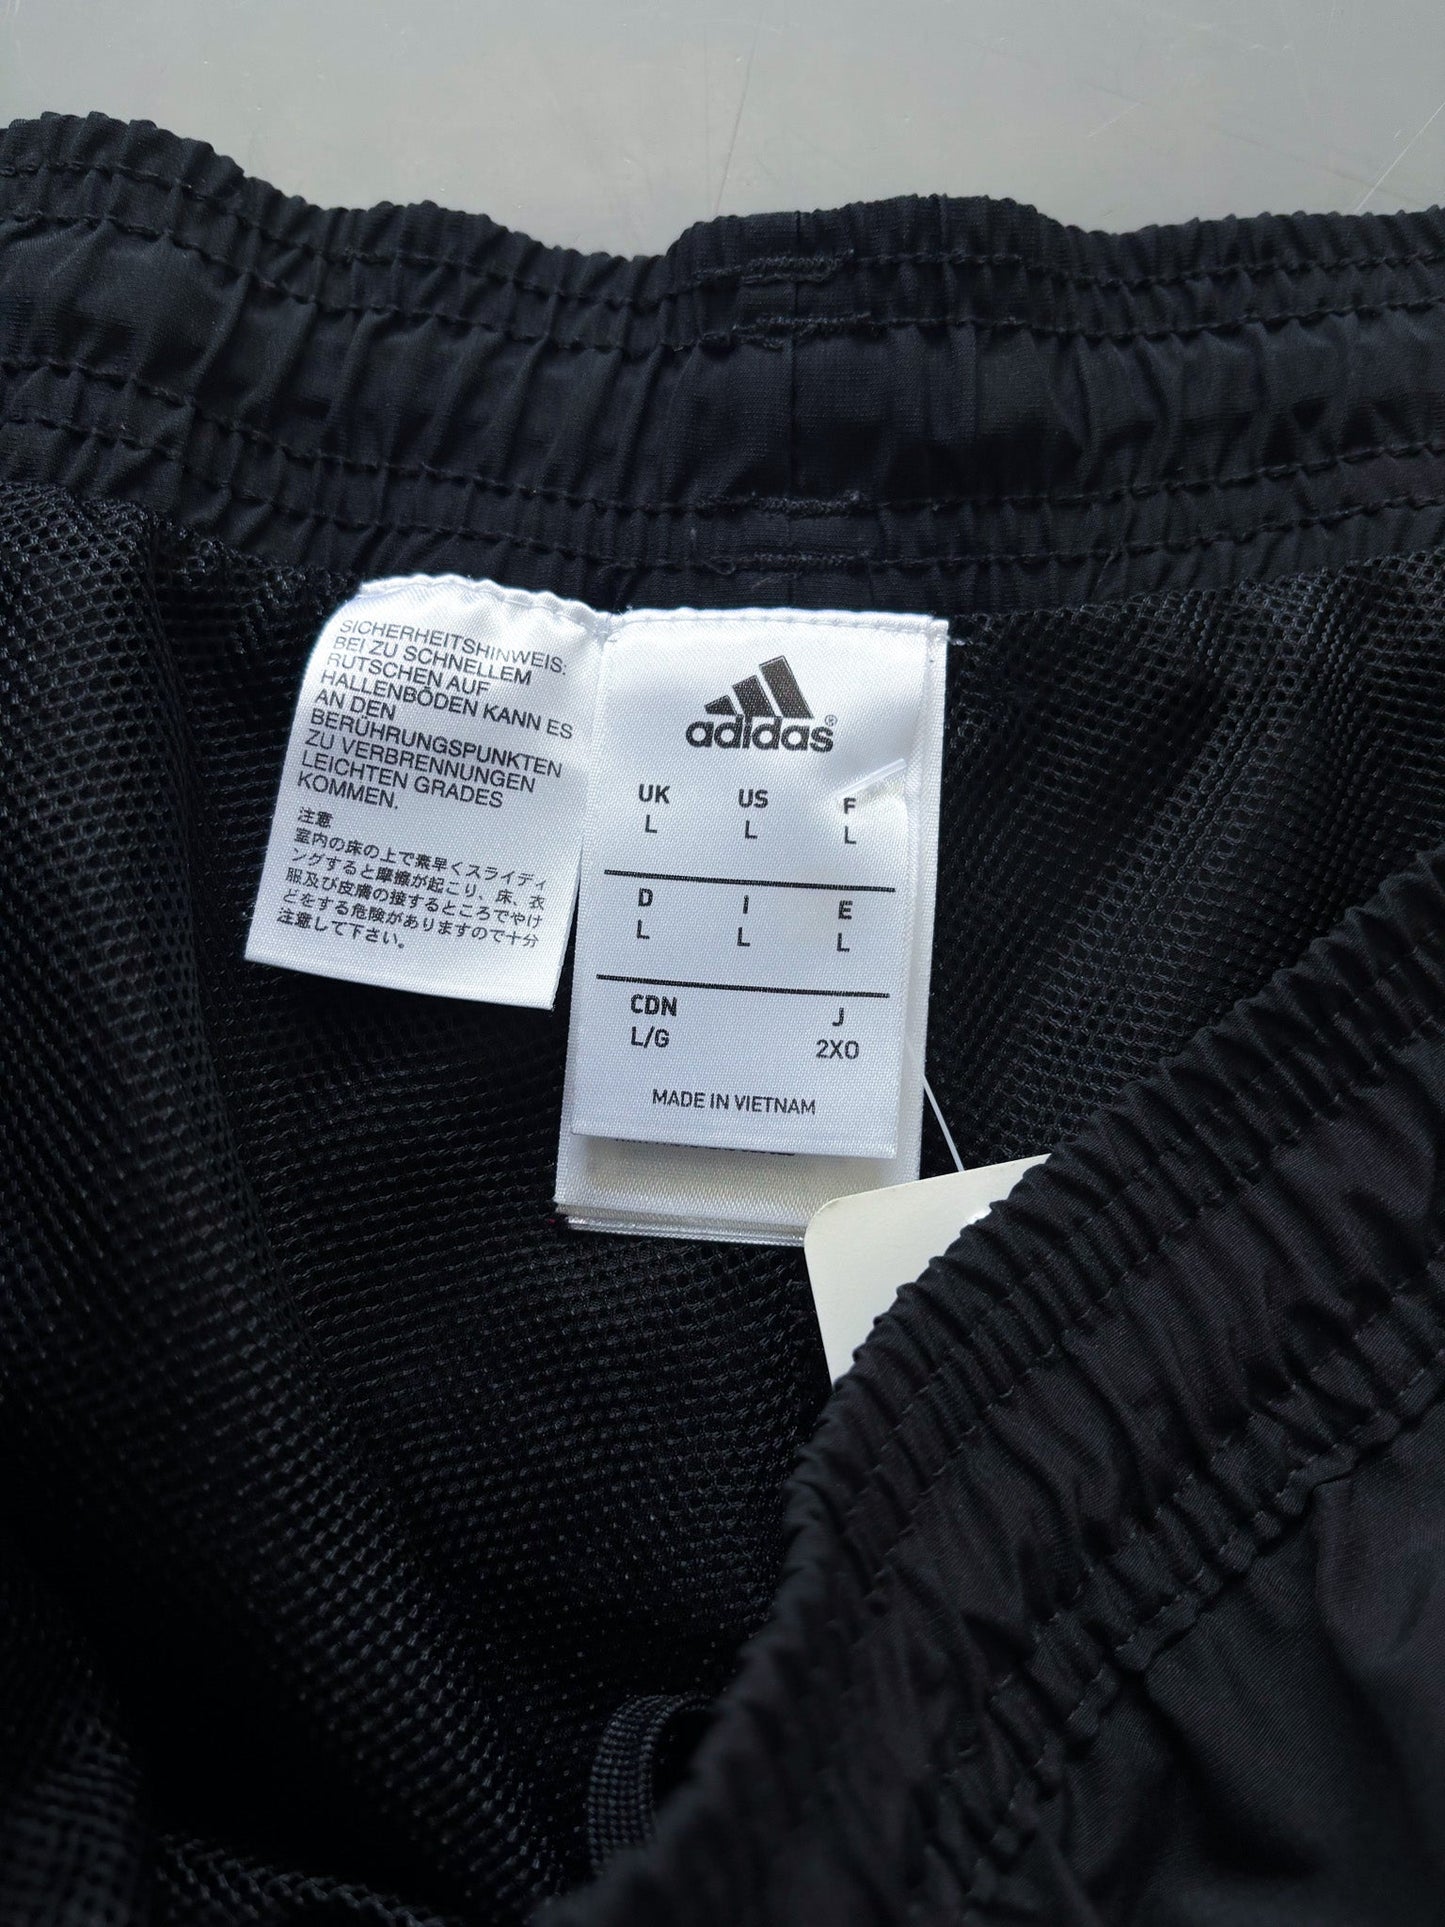 SICHERHEITSHINWEIS:
BEI ZU SCHNELLEM
RUTSCHEN AUF
HALLENBÖDEN KANN ES
AN DEN
BERÜHRUNGSPUNKTEN
ZU VERBRENNUNGEN
LEICHTEN GRADES
KOMMEN.
注意
室内の床の上で素早くスライディ
ングすると摩擦が起こり、床、衣
服及び皮膚の接するところでやけ
どをする危険がありますので十分
注意して下さい。
adidas®
UK US F
L L L
D I E
L L L
CDN J
L/G 2XO
MADE IN VIETNAM